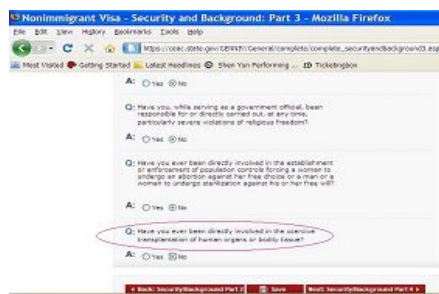 Nonimmigrant Visa - Security and Background: Part 3 - Mozilla Firefox
File Edit View History Bookmarks Tools Help
Most Visited Getting Started Latest Headlines Shen Yun Performing ... Ticketingbox
A: Yes No
Q: Have you, while serving as a government official, been
responsible for or directly carried out, at any time,
particularly severe violations of religious freedom?
A: Yes No
Q: Have you ever been directly involved in the establishment
or enforcement of population controls forcing a woman to
undergo an abortion against her free choice or a man or a
woman to undergo sterilization against his or her free will?
A: Yes No
Q: Have you ever been directly involved in the coercive
transplantation of human organs or bodily tissue?
A: Yes No
Back: Security/Background Part 2 Save Next: Security/Background Part 4